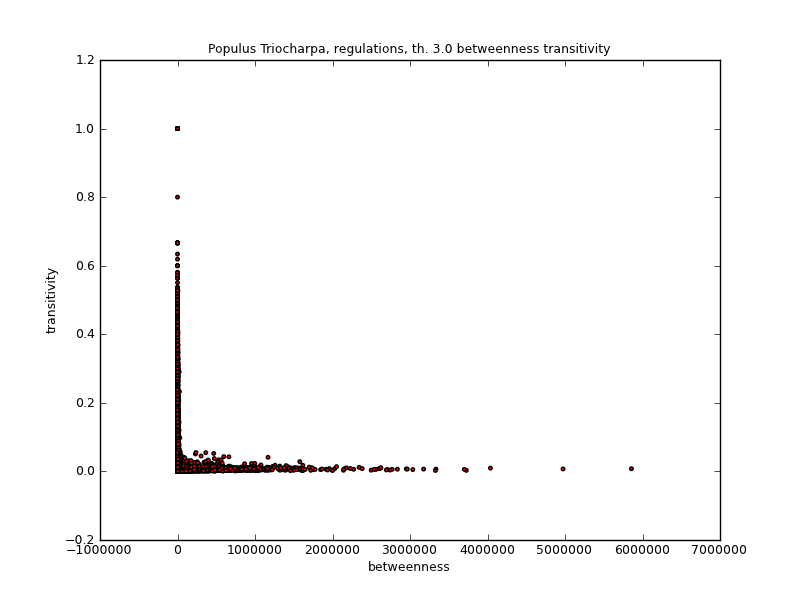 Populus Triocharpa, regulations, th. 3.0 betweenness transitivity
1.2
1.0
0.8
0.6
0.4
0.2
0.0
−0.2
transitivity
−1000000 0 1000000 2000000 3000000 4000000 5000000 6000000 7000000
betweenness